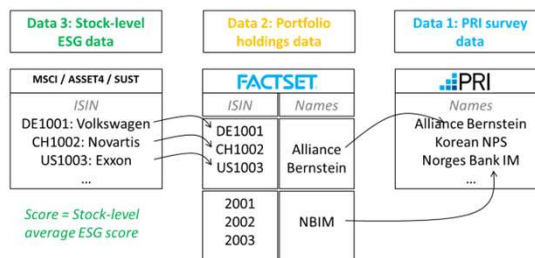 Data 3: Stock-level
ESG data
Data 2: Portfolio
holdings data
Data 1: PRI survey
data
MSCI / ASSET4 / SUST
ISIN
DE1001: Volkswagen
CH1002: Novartis
US1003: Exxon
...
Score = Stock-level
average ESG score
FACTSET
ISIN
Names
DE1001
CH1002
US1003
Alliance
Bernstein
2001
2002
2003
NBIM
PRI
Names
Alliance Bernstein
Korean NPS
Norges Bank IM
...